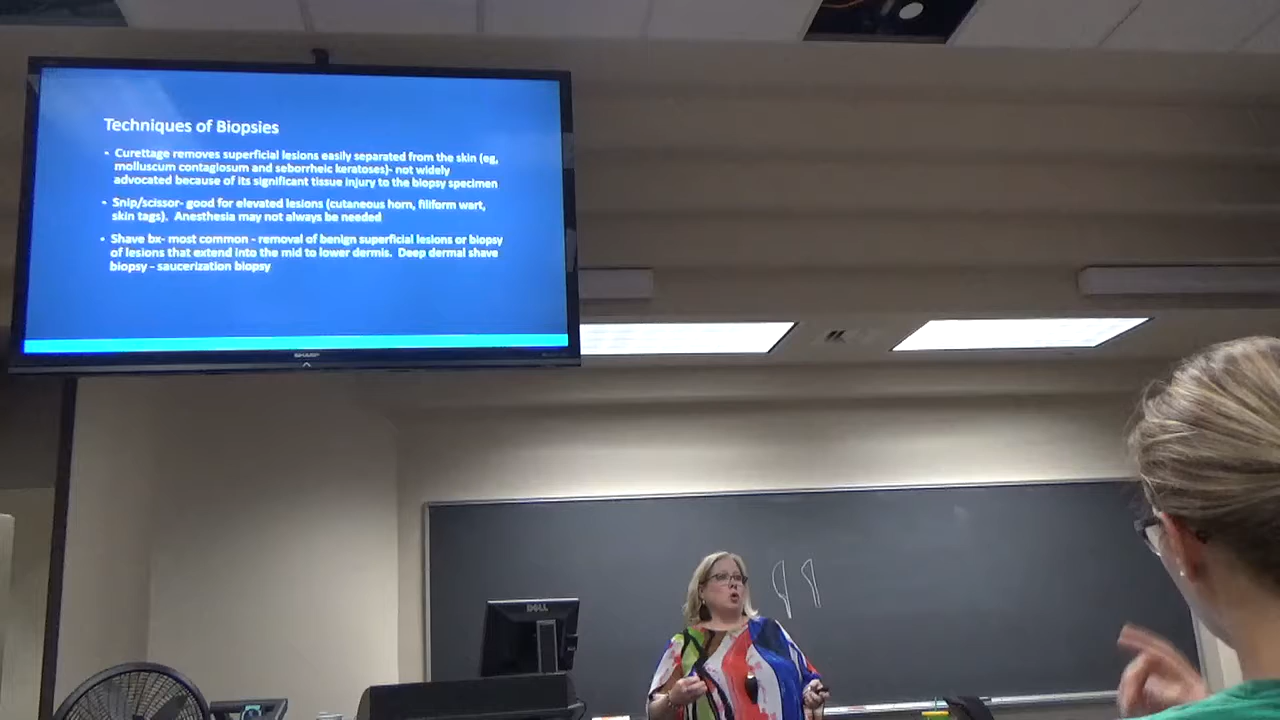 Techniques of Biopsies
• Curettage removes superficial lesions easily separated from the skin (eg,
molluscum contagiosum and seborrheic keratoses)- not widely
advocated because of its significant tissue injury to the biopsy specimen
• Snip/scissor- good for elevated lesions (cutaneous horn, filiform wart,
skin tags). Anesthesia may not always be needed
• Shave bx- most common - removal of benign superficial lesions or biopsy
of lesions that extend into the mid to lower dermis. Deep dermal shave
biopsy - saucerization biopsy
SHARP
DELL